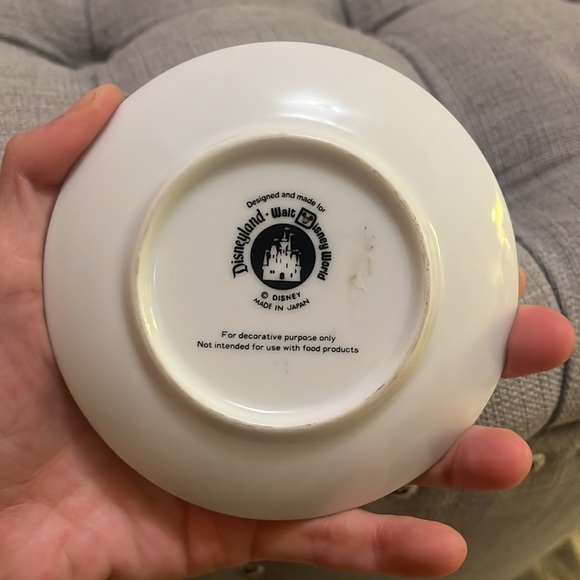 Designed and made for
Disneyland · Walt Disney World
© DISNEY
MADE IN JAPAN
For decorative purpose only
Not intended for use with food products